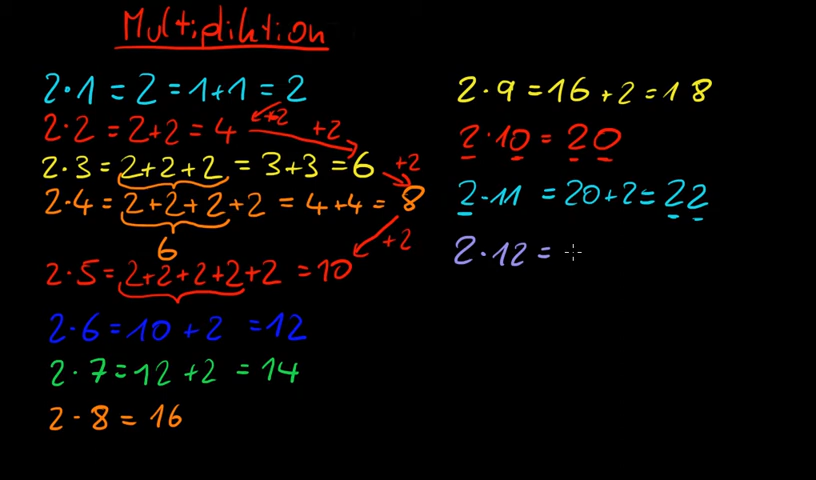 Multiplikation
2·1 = 2 = 1+1 = 2
2·2 = 2+2 = 4 +2 +2
2·3 = 2+2+2 = 3+3 = 6 +2
2·4 = 2+2+2+2 = 4+4 = 8
6 +2
2·5 = 2+2+2+2+2 = 10
2·6 = 10 + 2 = 12
2·7 = 12 + 2 = 14
2·8 = 16
2·9 = 16 + 2 = 18
2·10 = 20
2·11 = 20+2 = 22
2·12 =